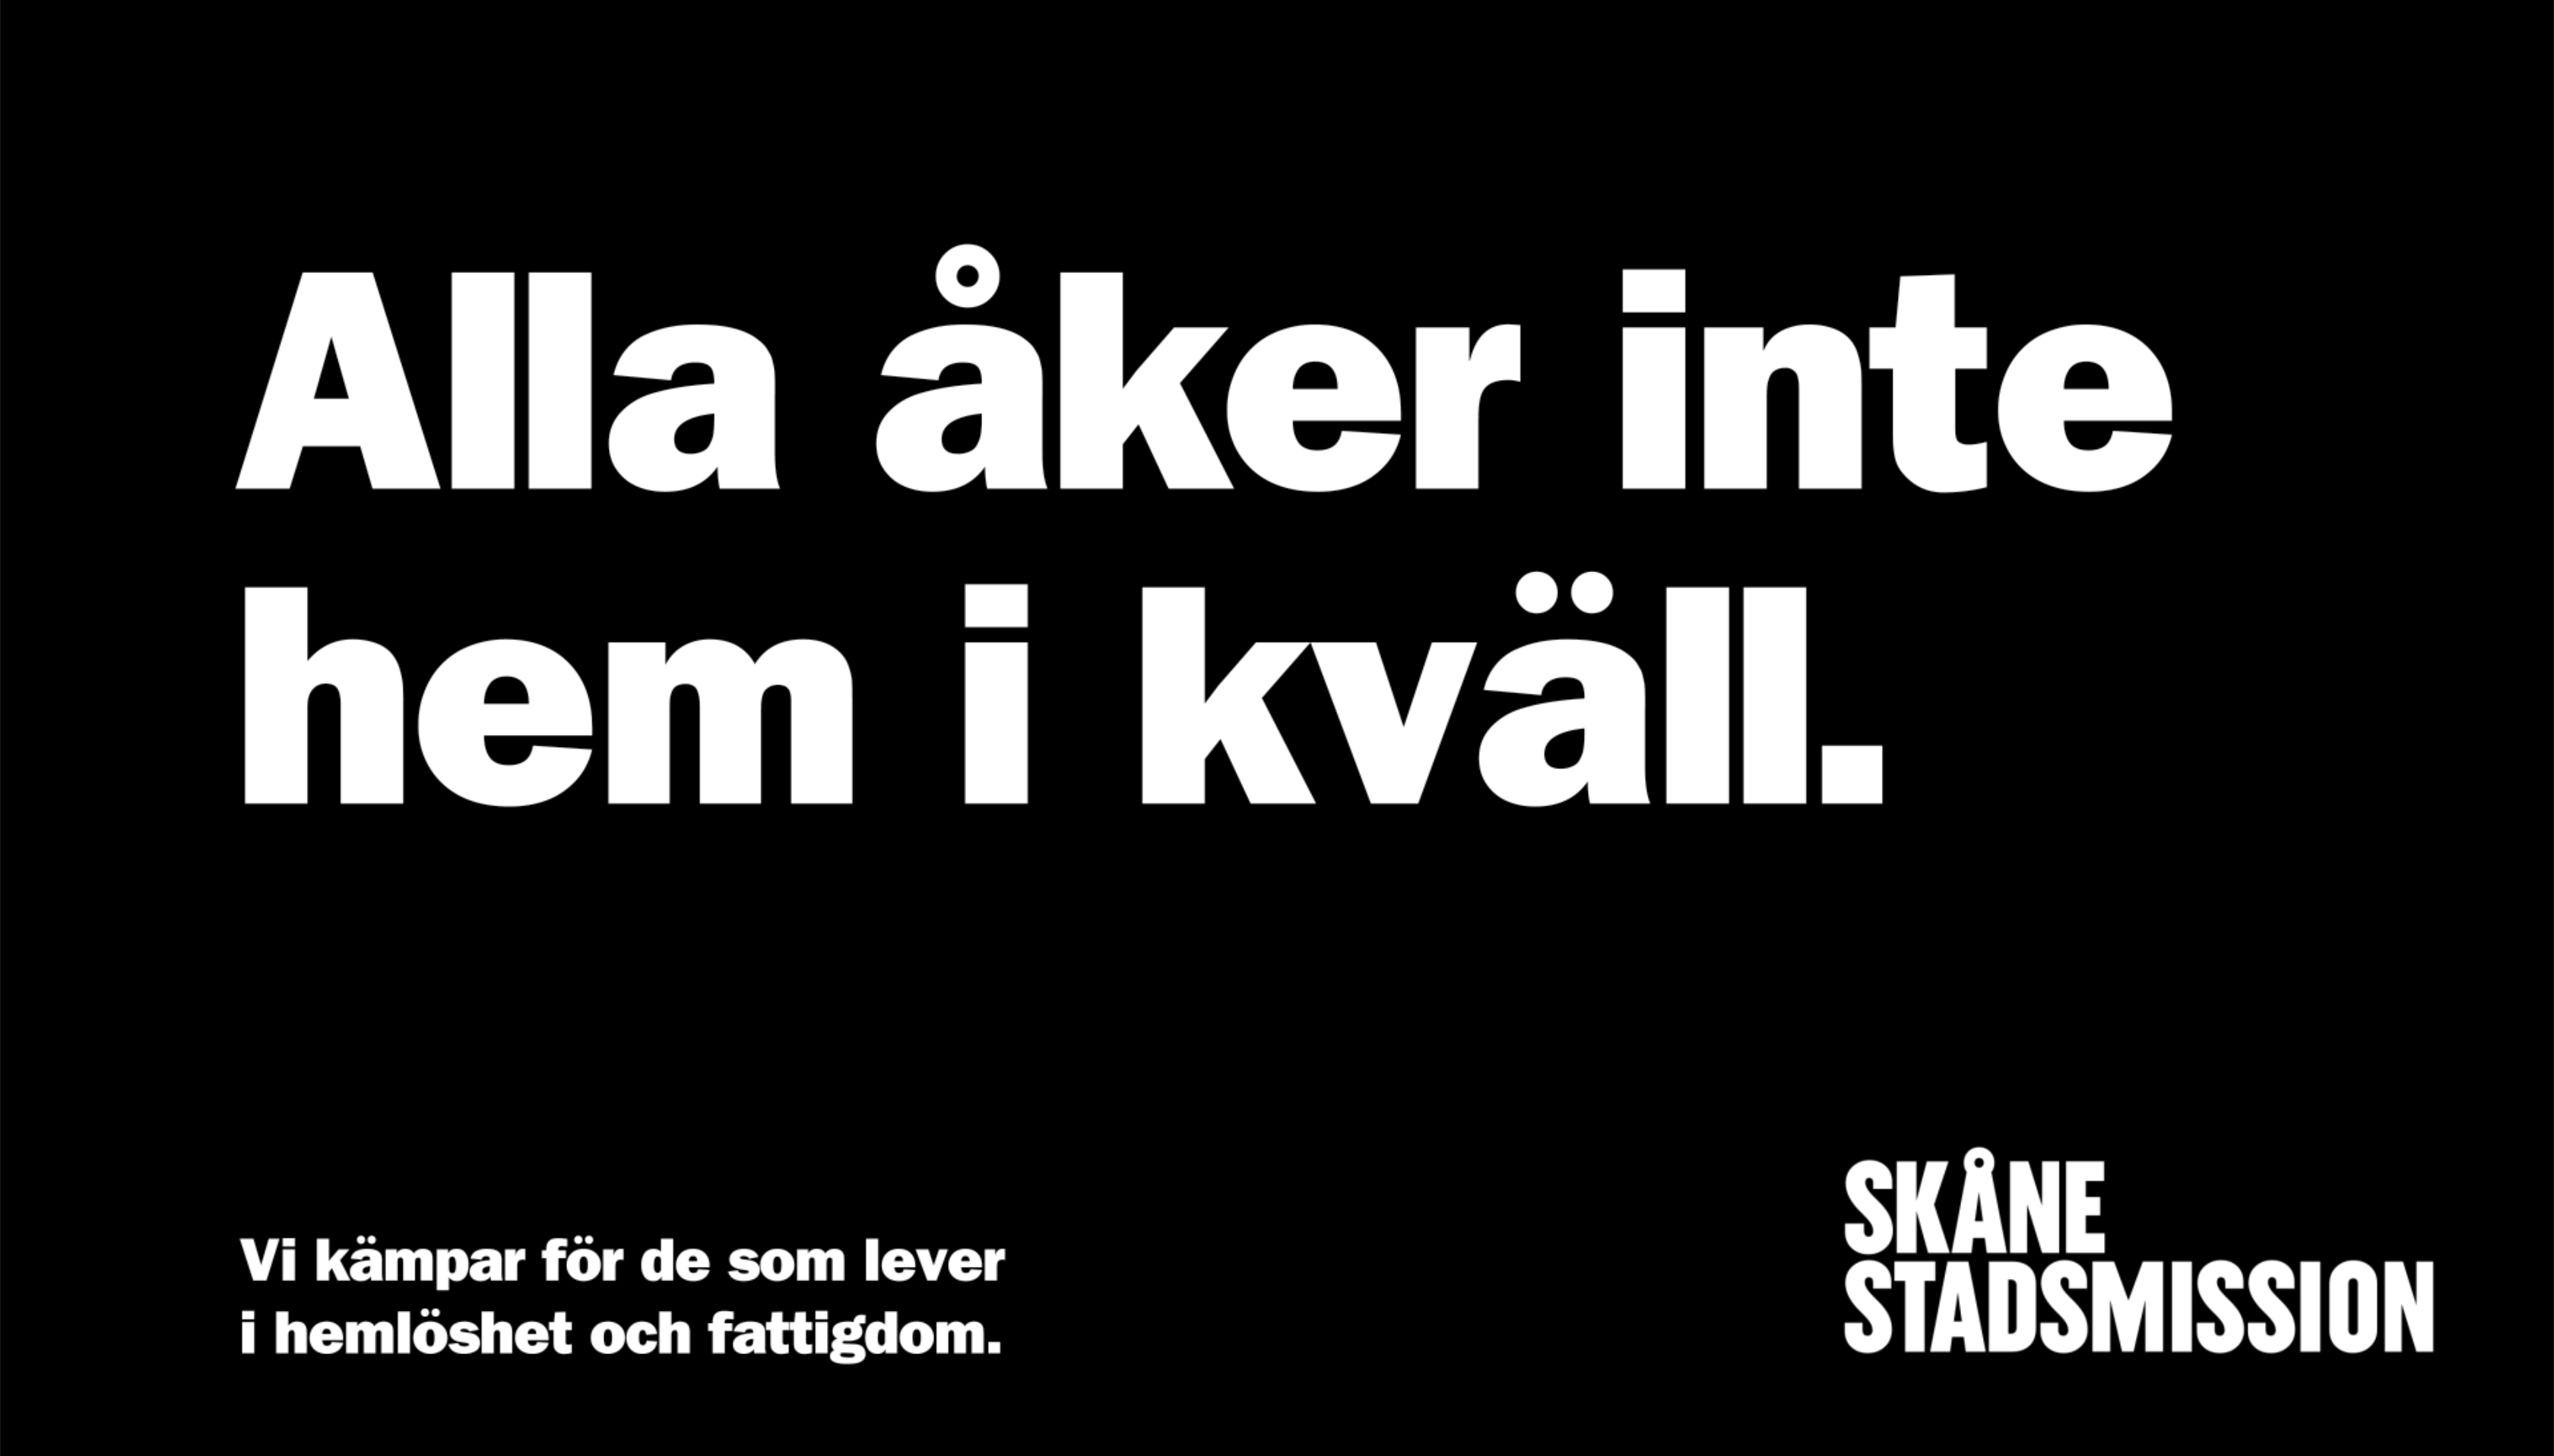 Alla åker inte
hem i kväll.
Vi kämpar för de som lever
i hemlöshet och fattigdom.
SKÅNE
STADSMISSION